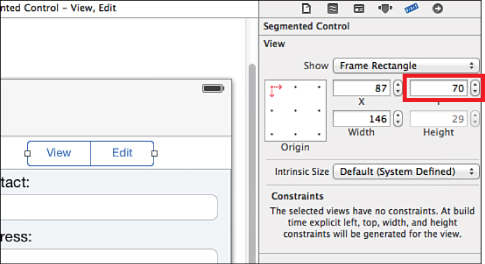 nted Control - View, Edit
Segmented Control
View
Show Frame Rectangle
87 70
X
146 29
Width Height
Origin
View Edit
tact:
ress:
Intrinsic Size Default (System Defined)
Constraints
The selected views have no constraints. At build
time explicit left, top, width, and height
constraints will be generated for the view.